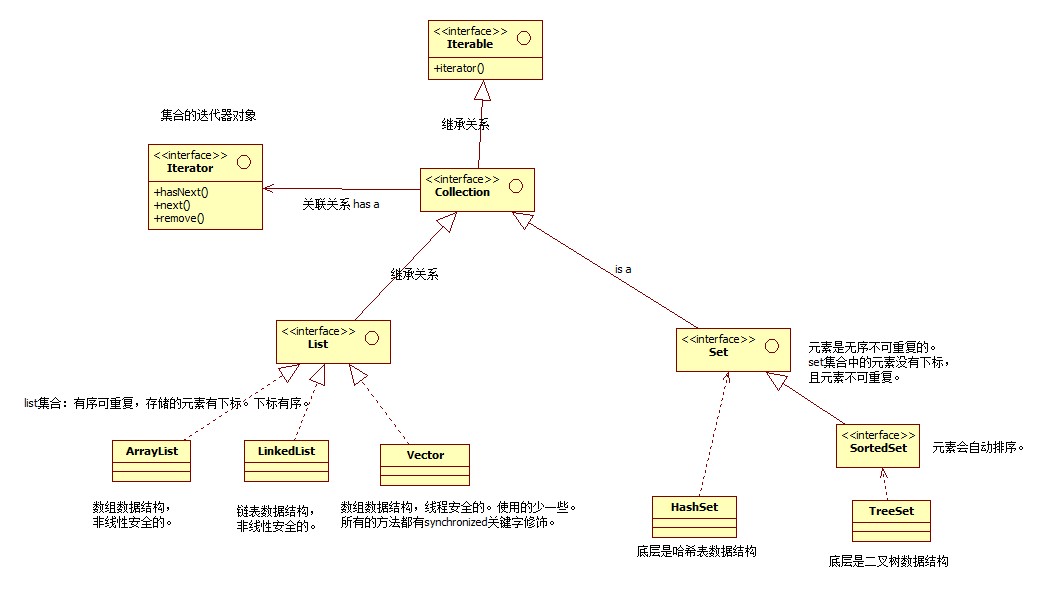 <<interface>>
Iterable
+iterator()
继承关系
集合的迭代器对象
<<interface>>
Iterator
+hasNext()
+next()
+remove()
关联关系 has a
<<interface>>
Collection
继承关系
is a
<<interface>>
List
<<interface>>
Set
元素是无序不可重复的。
set集合中的元素没有下标,
且元素不可重复。
list集合：有序可重复，存储的元素有下标。下标有序。
ArrayList
数组数据结构，
非线性安全的。
LinkedList
链表数据结构，
非线性安全的。
Vector
数组数据结构，线程安全的。使用的少一些。
所有的方法都有synchronized关键字修饰。
<<interface>>
SortedSet
元素会自动排序。
HashSet
底层是哈希表数据结构
TreeSet
底层是二叉树数据结构